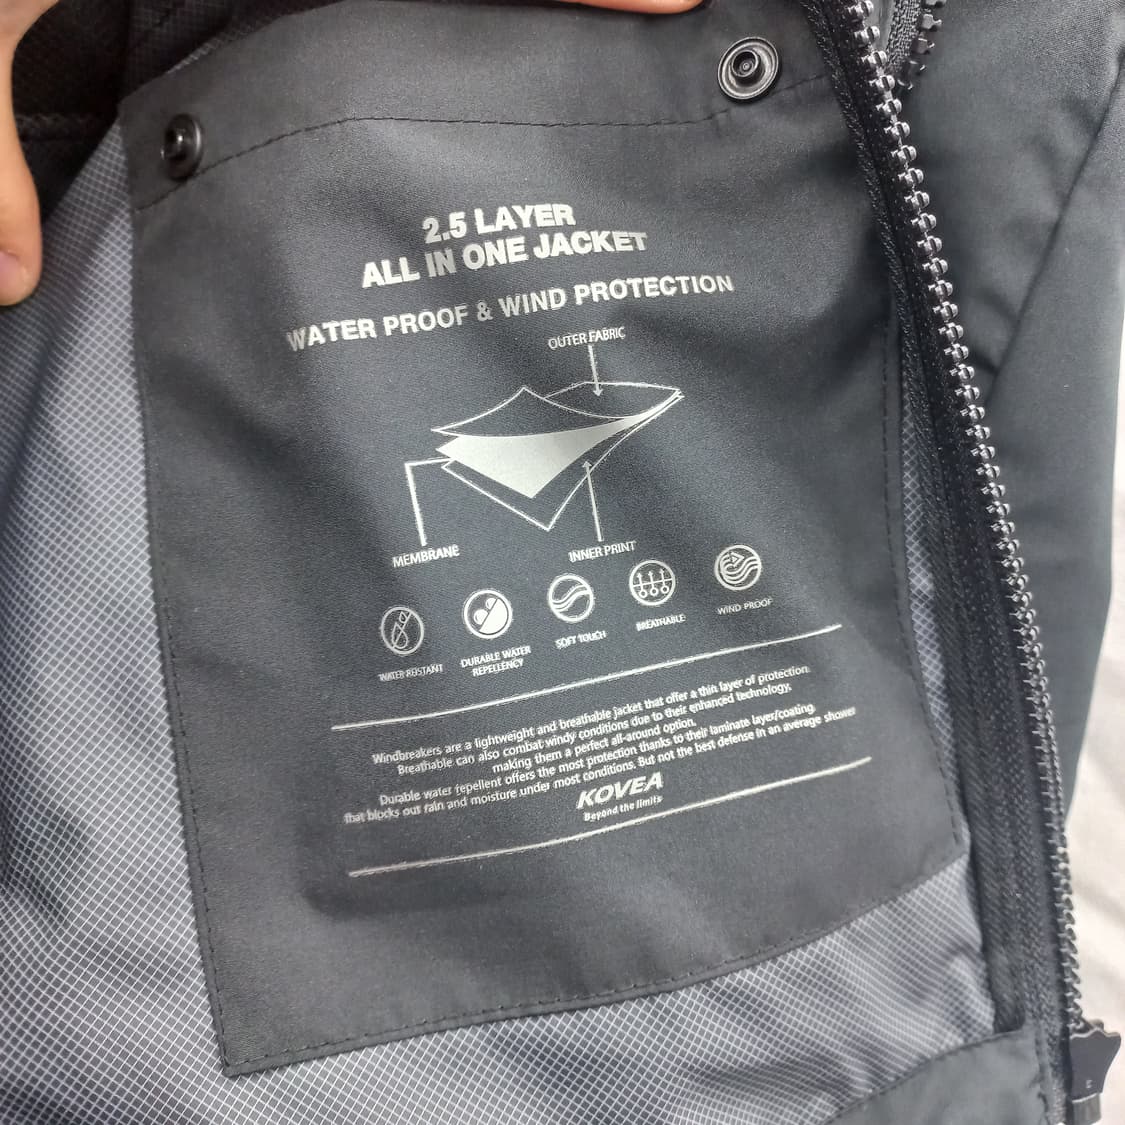 2.5 LAYER
ALL IN ONE JACKET
WATER PROOF & WIND PROTECTION
OUTER FABRIC
MEMBRANE
INNER PRINT
WATER REISTANT
DURABLE WATER
REPELLENCY
SOFT TOUCH
BREATHABLE
WIND PROOF
Windbreakers are a lightweight and breathable jacket that offer a thin layer of protection.
Breathable can also combat windy conditions due to their enhanced technology,
making them a perfect all-around option.
Durable water repellent offers the most protection thanks to their laminate layer/coating.
that blocks out rain and moisture under most conditions. But not the best defense in an average shower
KOVEA
Beyond the limits